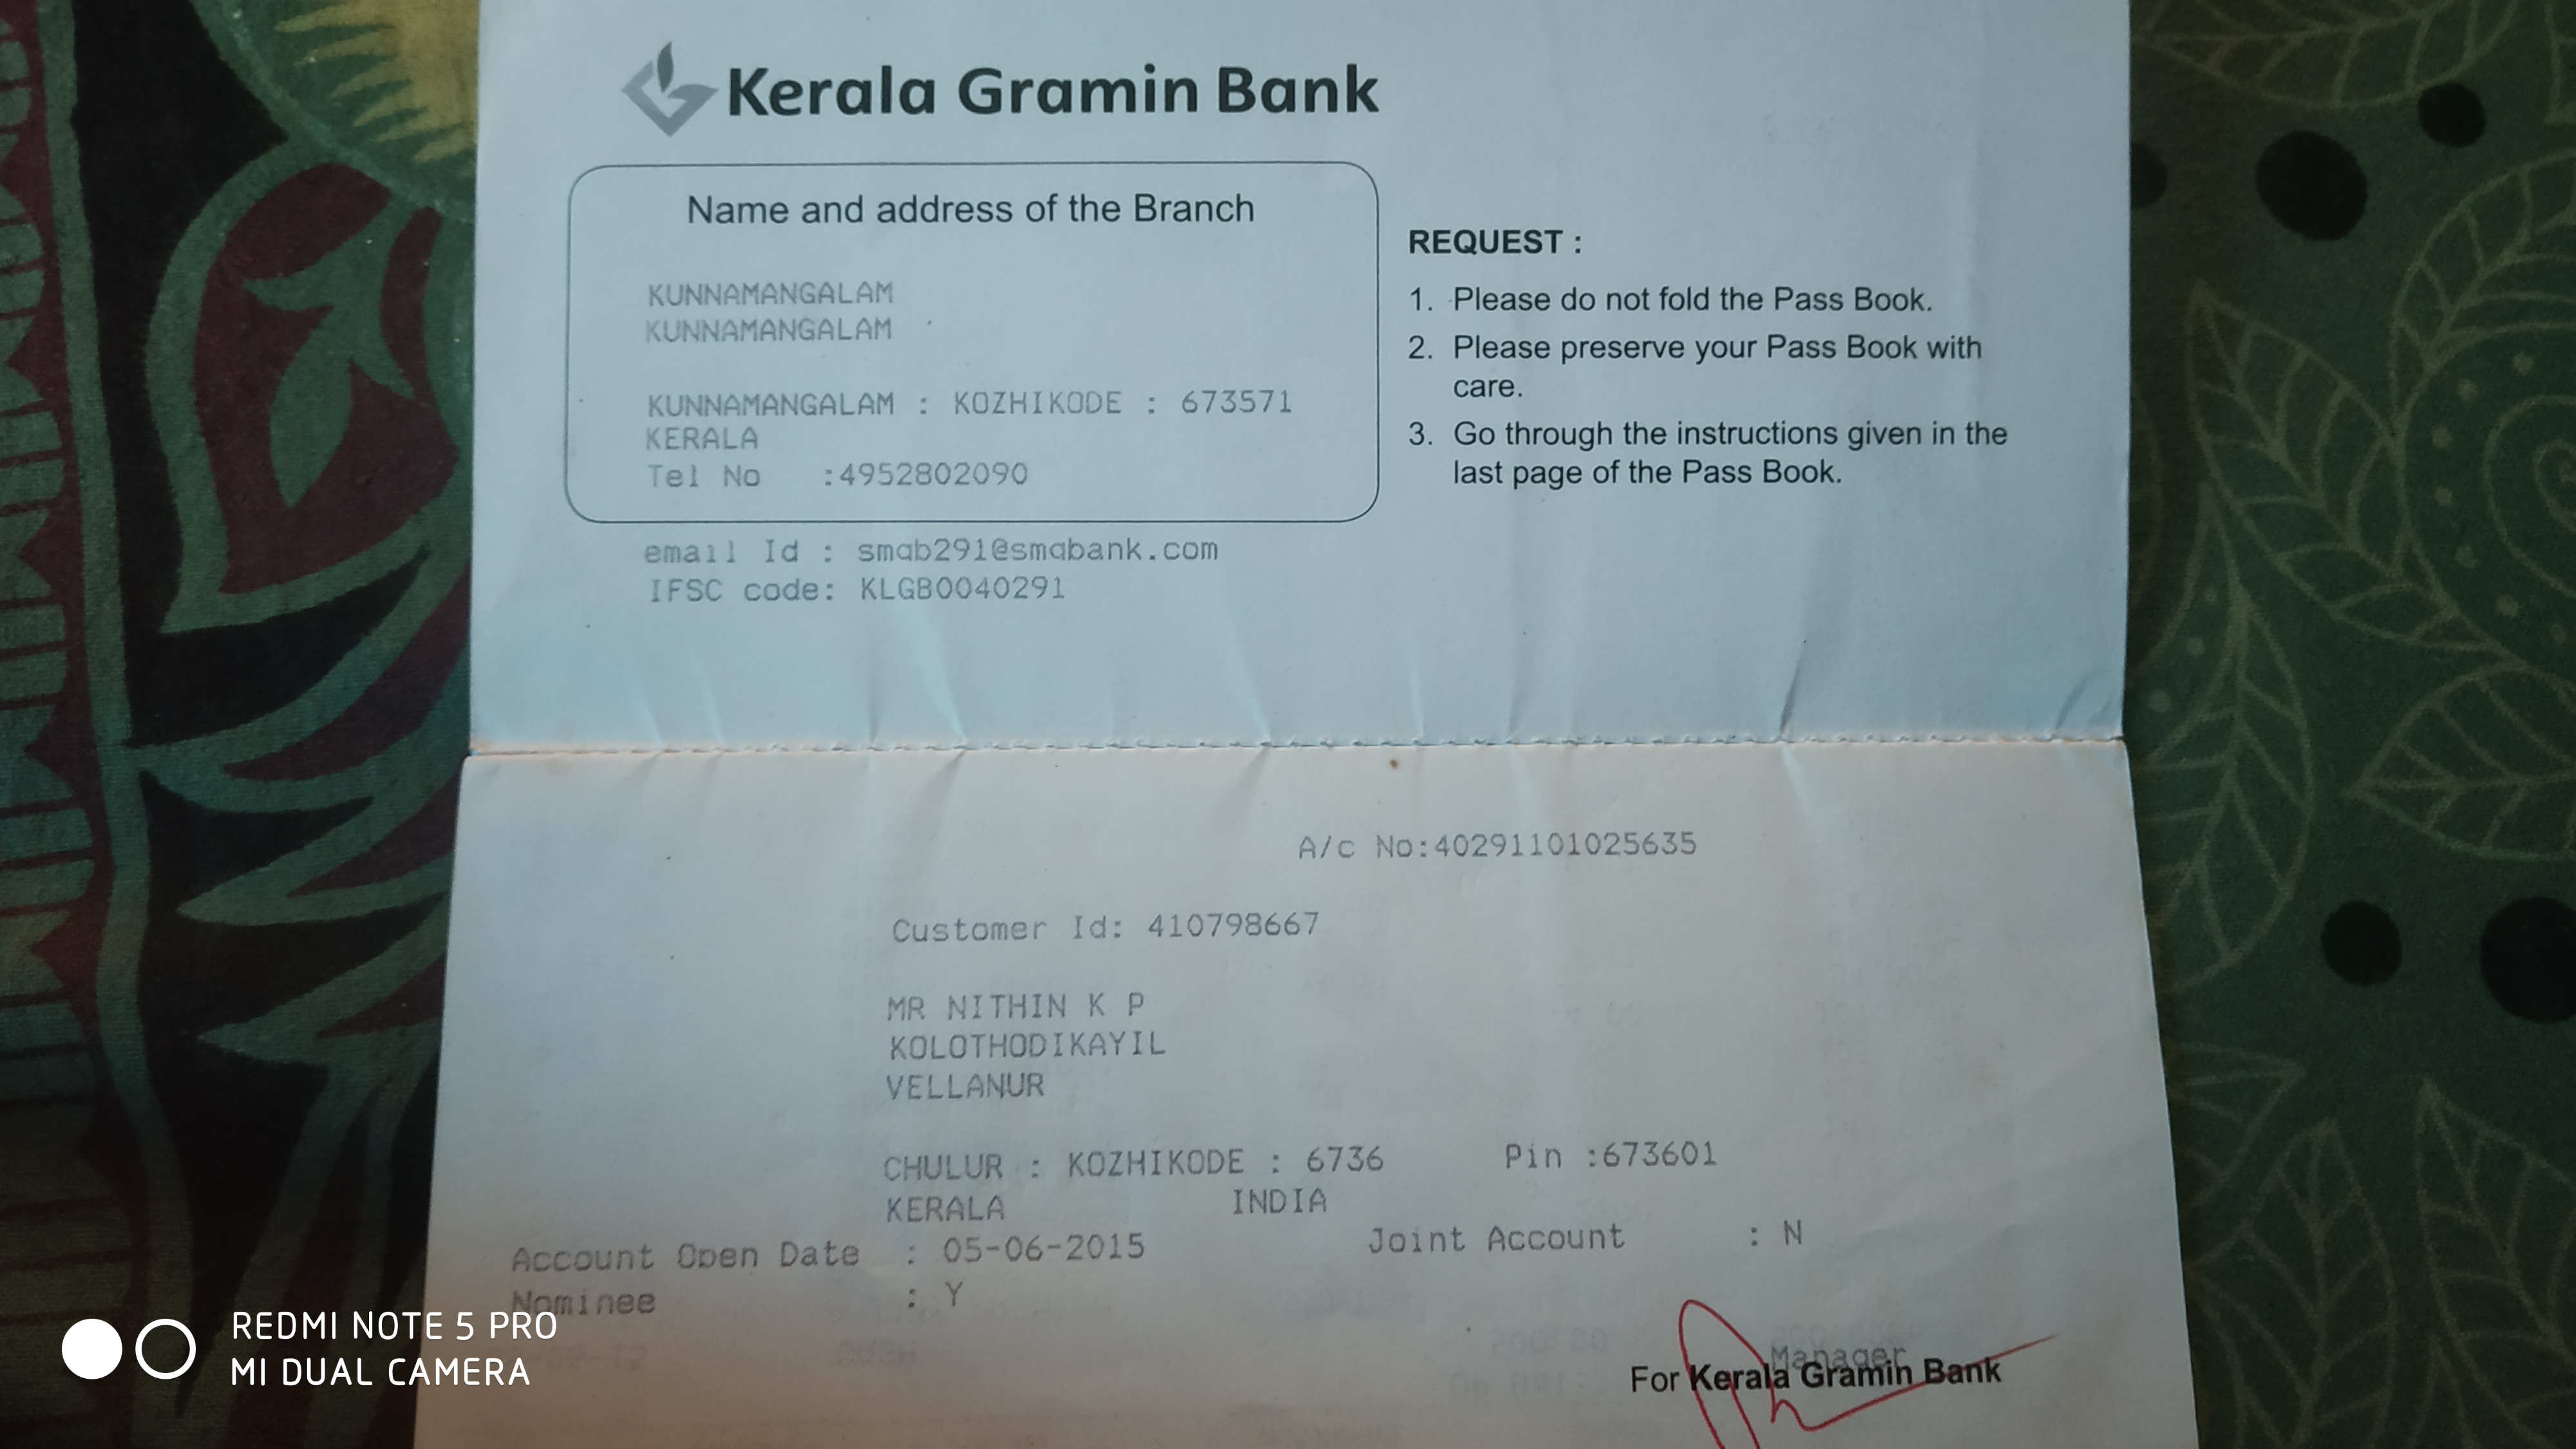 Kerala Gramin Bank
Name and address of the Branch
KUNNAMANGALAM
KUNNAMANGALAM
KUNNAMANGALAM : KOZHIKODE : 673571
KERALA
Tel No :4952802090
email Id : smab291@smabank.com
IFSC code: KLGB0040291
REQUEST :
1. Please do not fold the Pass Book.
2. Please preserve your Pass Book with
care.
3. Go through the instructions given in the
last page of the Pass Book.
A/c No:40291101025635
Customer Id: 410798667
MR NITHIN K P
KOLOTHODIKAYIL
VELLANUR
CHULUR : KOZHIKODE : 6736 Pin :673601
KERALA INDIA
Account Open Date : 05-06-2015 Joint Account : N
Nominee : Y
Manager
For Kerala Gramin Bank
REDMI NOTE 5 PRO
MI DUAL CAMERA